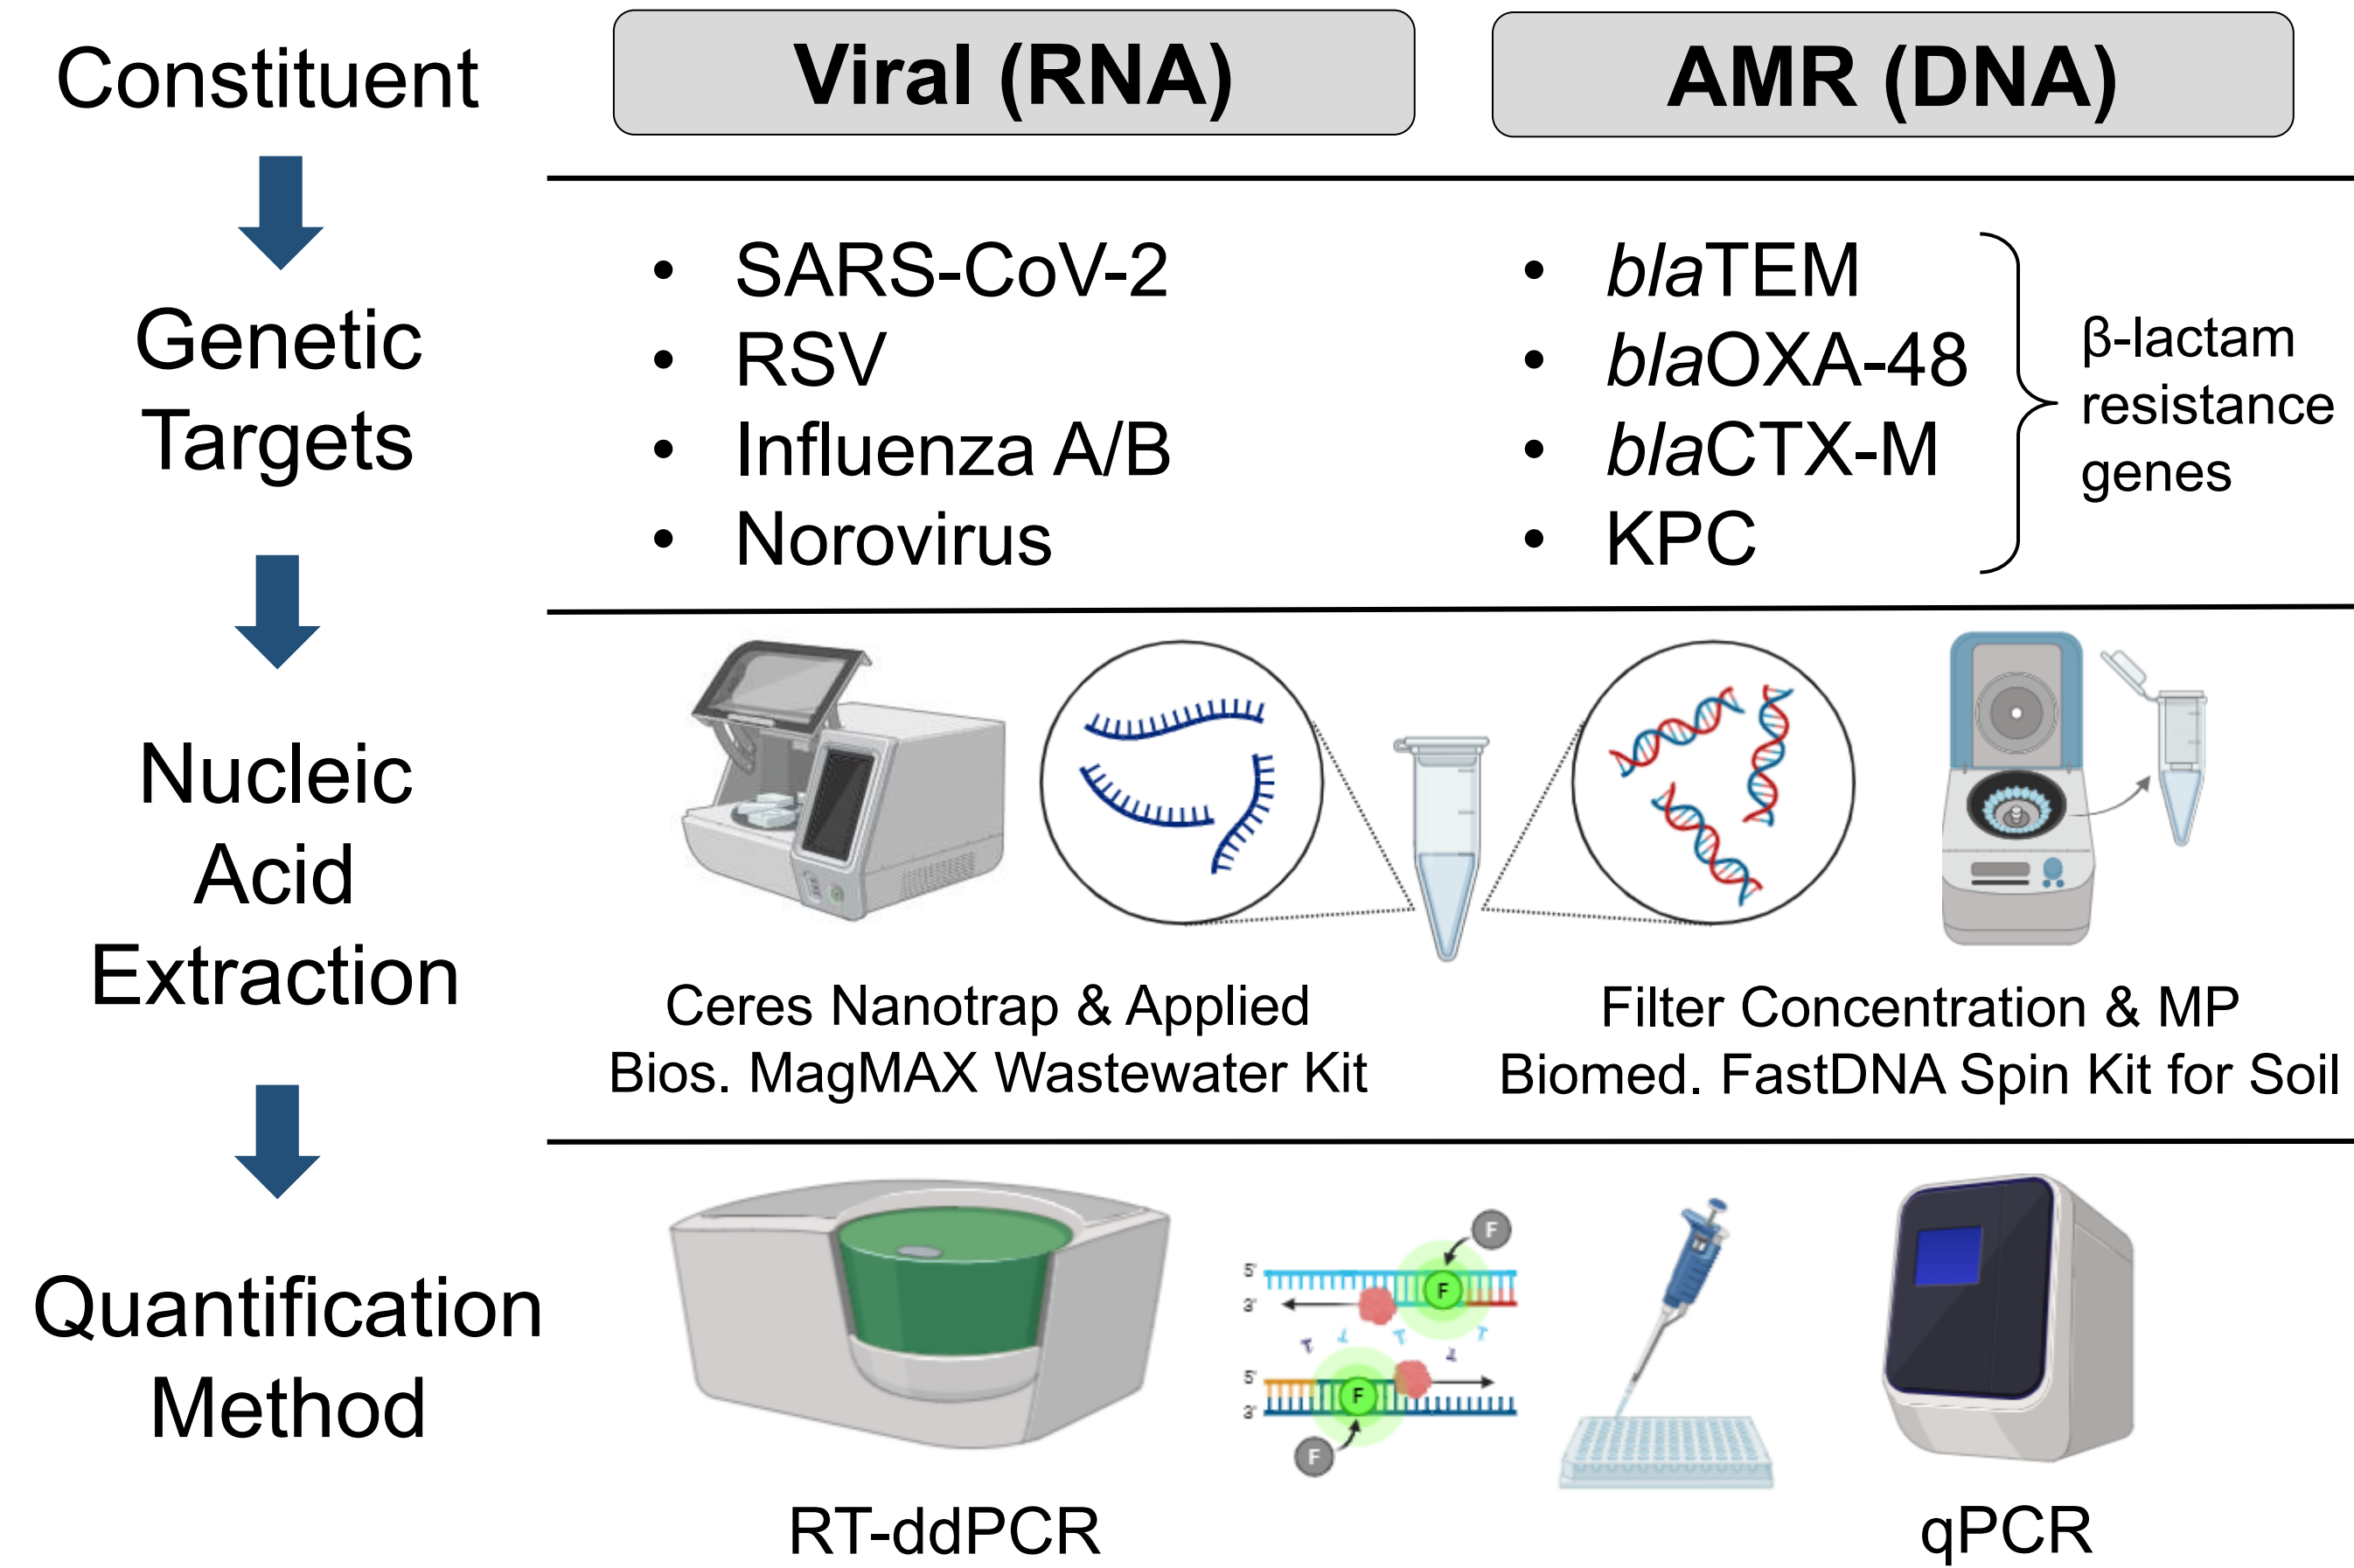 Constituent
Viral (RNA)
AMR (DNA)
Genetic
Targets
• SARS-CoV-2
• RSV
• Influenza A/B
• Norovirus
• blaTEM
• blaOXA-48
• blaCTX-M
• KPC
β-lactam
resistance
genes
Nucleic
Acid
Extraction
Ceres Nanotrap & Applied
Bios. MagMAX Wastewater Kit
Filter Concentration & MP
Biomed. FastDNA Spin Kit for Soil
Quantification
Method
F
5'
F
3'
5'
F
3'
F
RT-ddPCR
qPCR